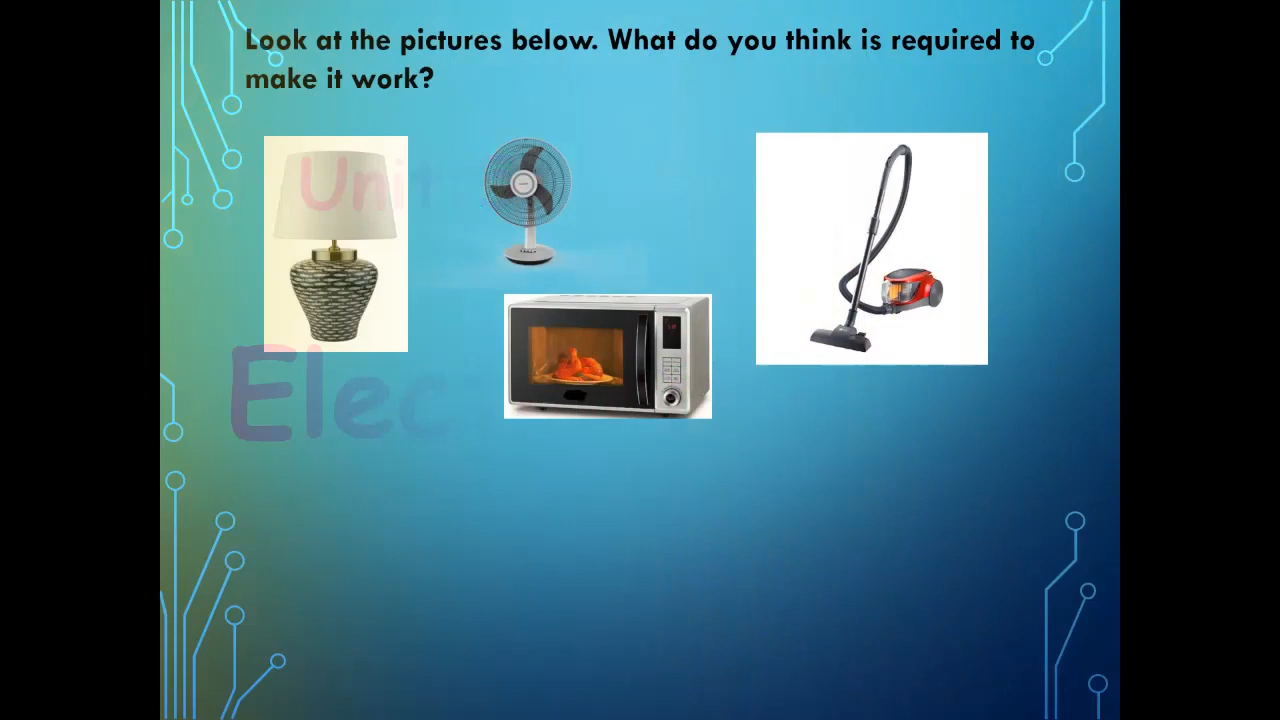 Look at the pictures below. What do you think is required to
make it work?
Unit
Elec